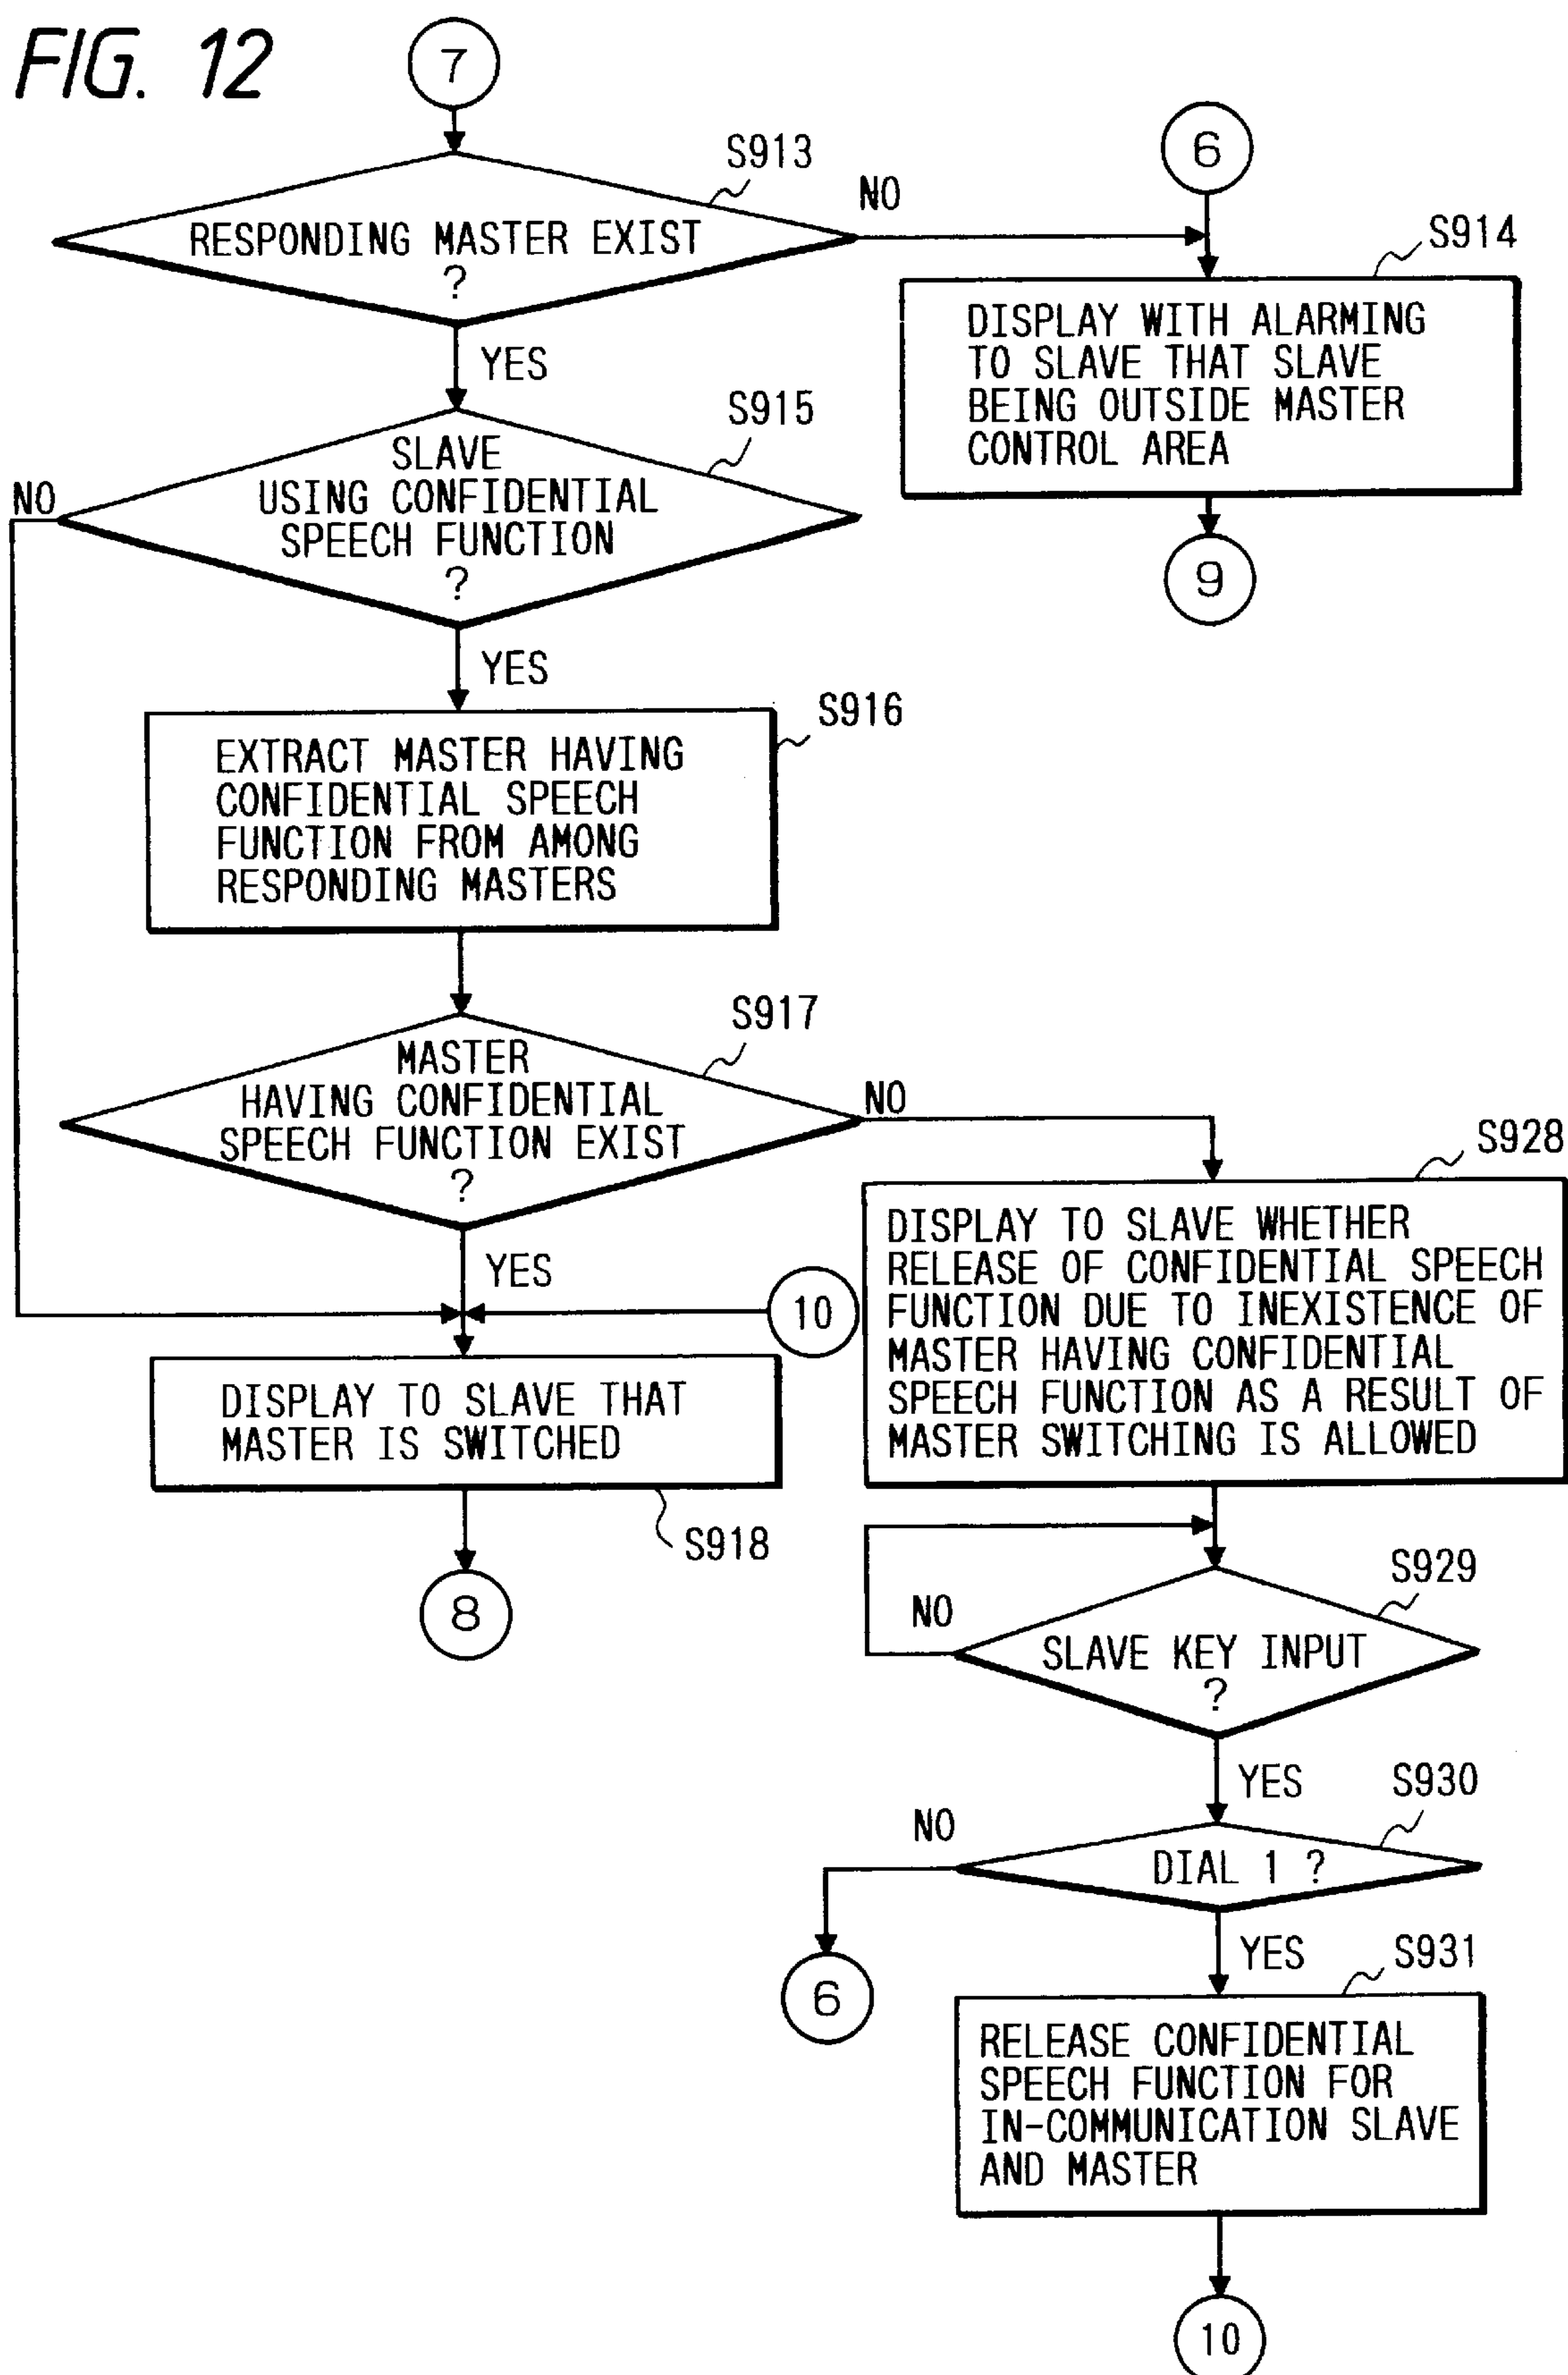 FIG. 12
7
S913
RESPONDING MASTER EXIST
?
NO
YES
6
S914
DISPLAY WITH ALARMING
TO SLAVE THAT SLAVE
BEING OUTSIDE MASTER
CONTROL AREA
9
S915
SLAVE
USING CONFIDENTIAL
SPEECH FUNCTION
?
NO
YES
S916
EXTRACT MASTER HAVING
CONFIDENTIAL SPEECH
FUNCTION FROM AMONG
RESPONDING MASTERS
S917
MASTER
HAVING CONFIDENTIAL
SPEECH FUNCTION EXIST
?
NO
YES
10
DISPLAY TO SLAVE THAT
MASTER IS SWITCHED
S918
8
S928
DISPLAY TO SLAVE WHETHER
RELEASE OF CONFIDENTIAL SPEECH
FUNCTION DUE TO INEXISTENCE OF
MASTER HAVING CONFIDENTIAL
SPEECH FUNCTION AS A RESULT OF
MASTER SWITCHING IS ALLOWED
S929
NO
SLAVE KEY INPUT
?
YES
S930
NO
DIAL 1 ?
6
YES
S931
RELEASE CONFIDENTIAL
SPEECH FUNCTION FOR
IN-COMMUNICATION SLAVE
AND MASTER
10